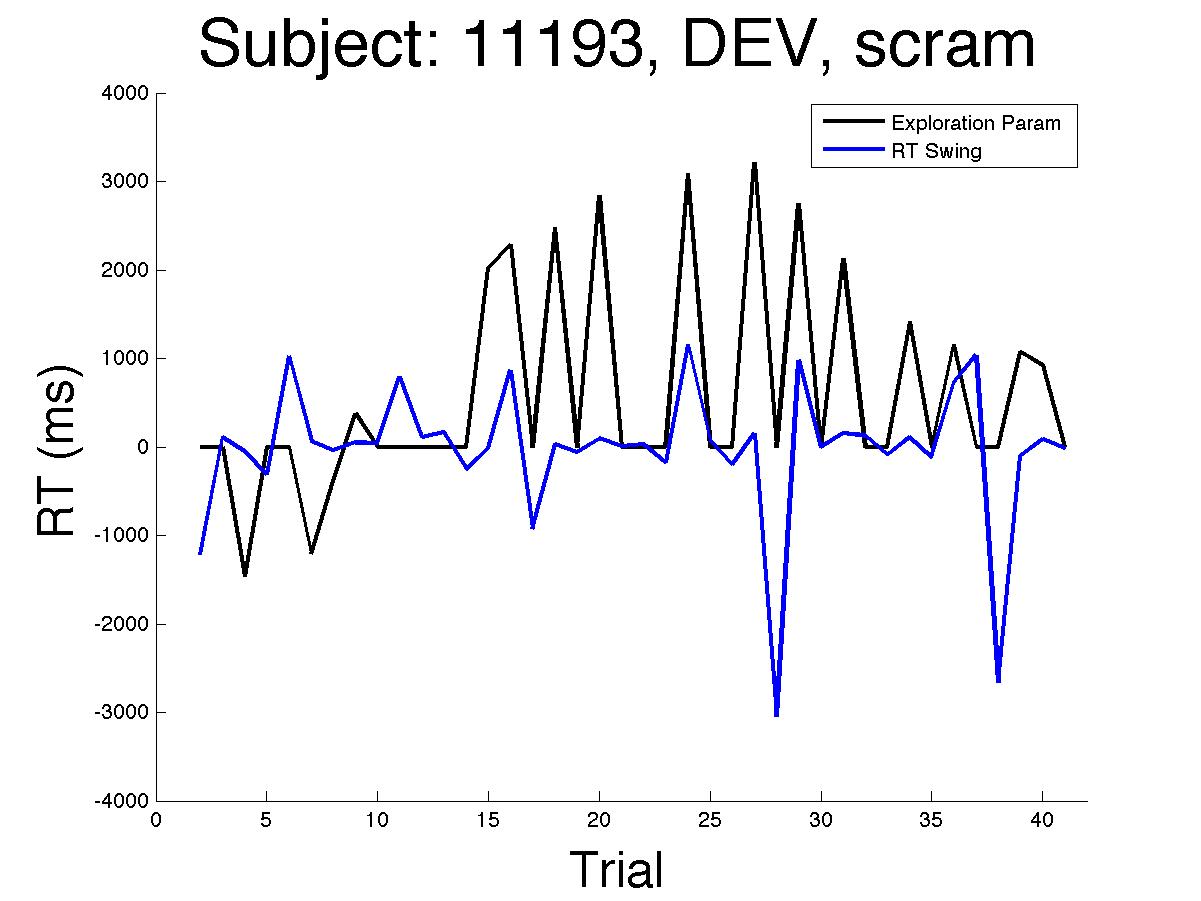 Subject: 11193, DEV, scram
4000
3000
2000
1000
0
-1000
-2000
-3000
-4000
RT (ms)
Exploration Param
RT Swing
0 5 10 15 20 25 30 35 40
Trial